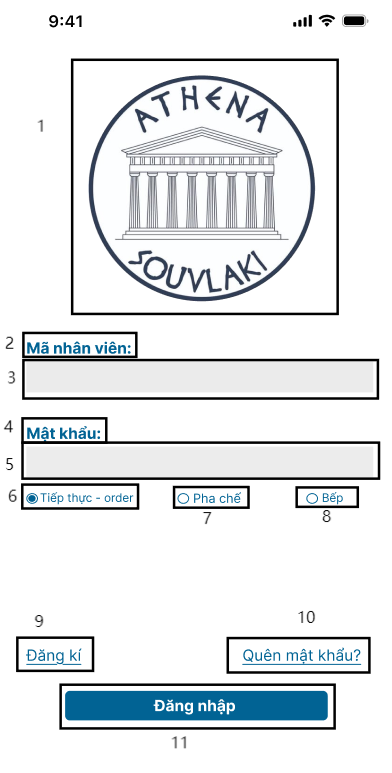 9:41
1
ATHENA
SOUVLAKI
2
Mã nhân viên:
3
4
Mật khẩu:
5
6
Tiếp thực - order
Pha chế
Bếp
7
8
9
10
Đăng kí
Quên mật khẩu?
Đăng nhập
11